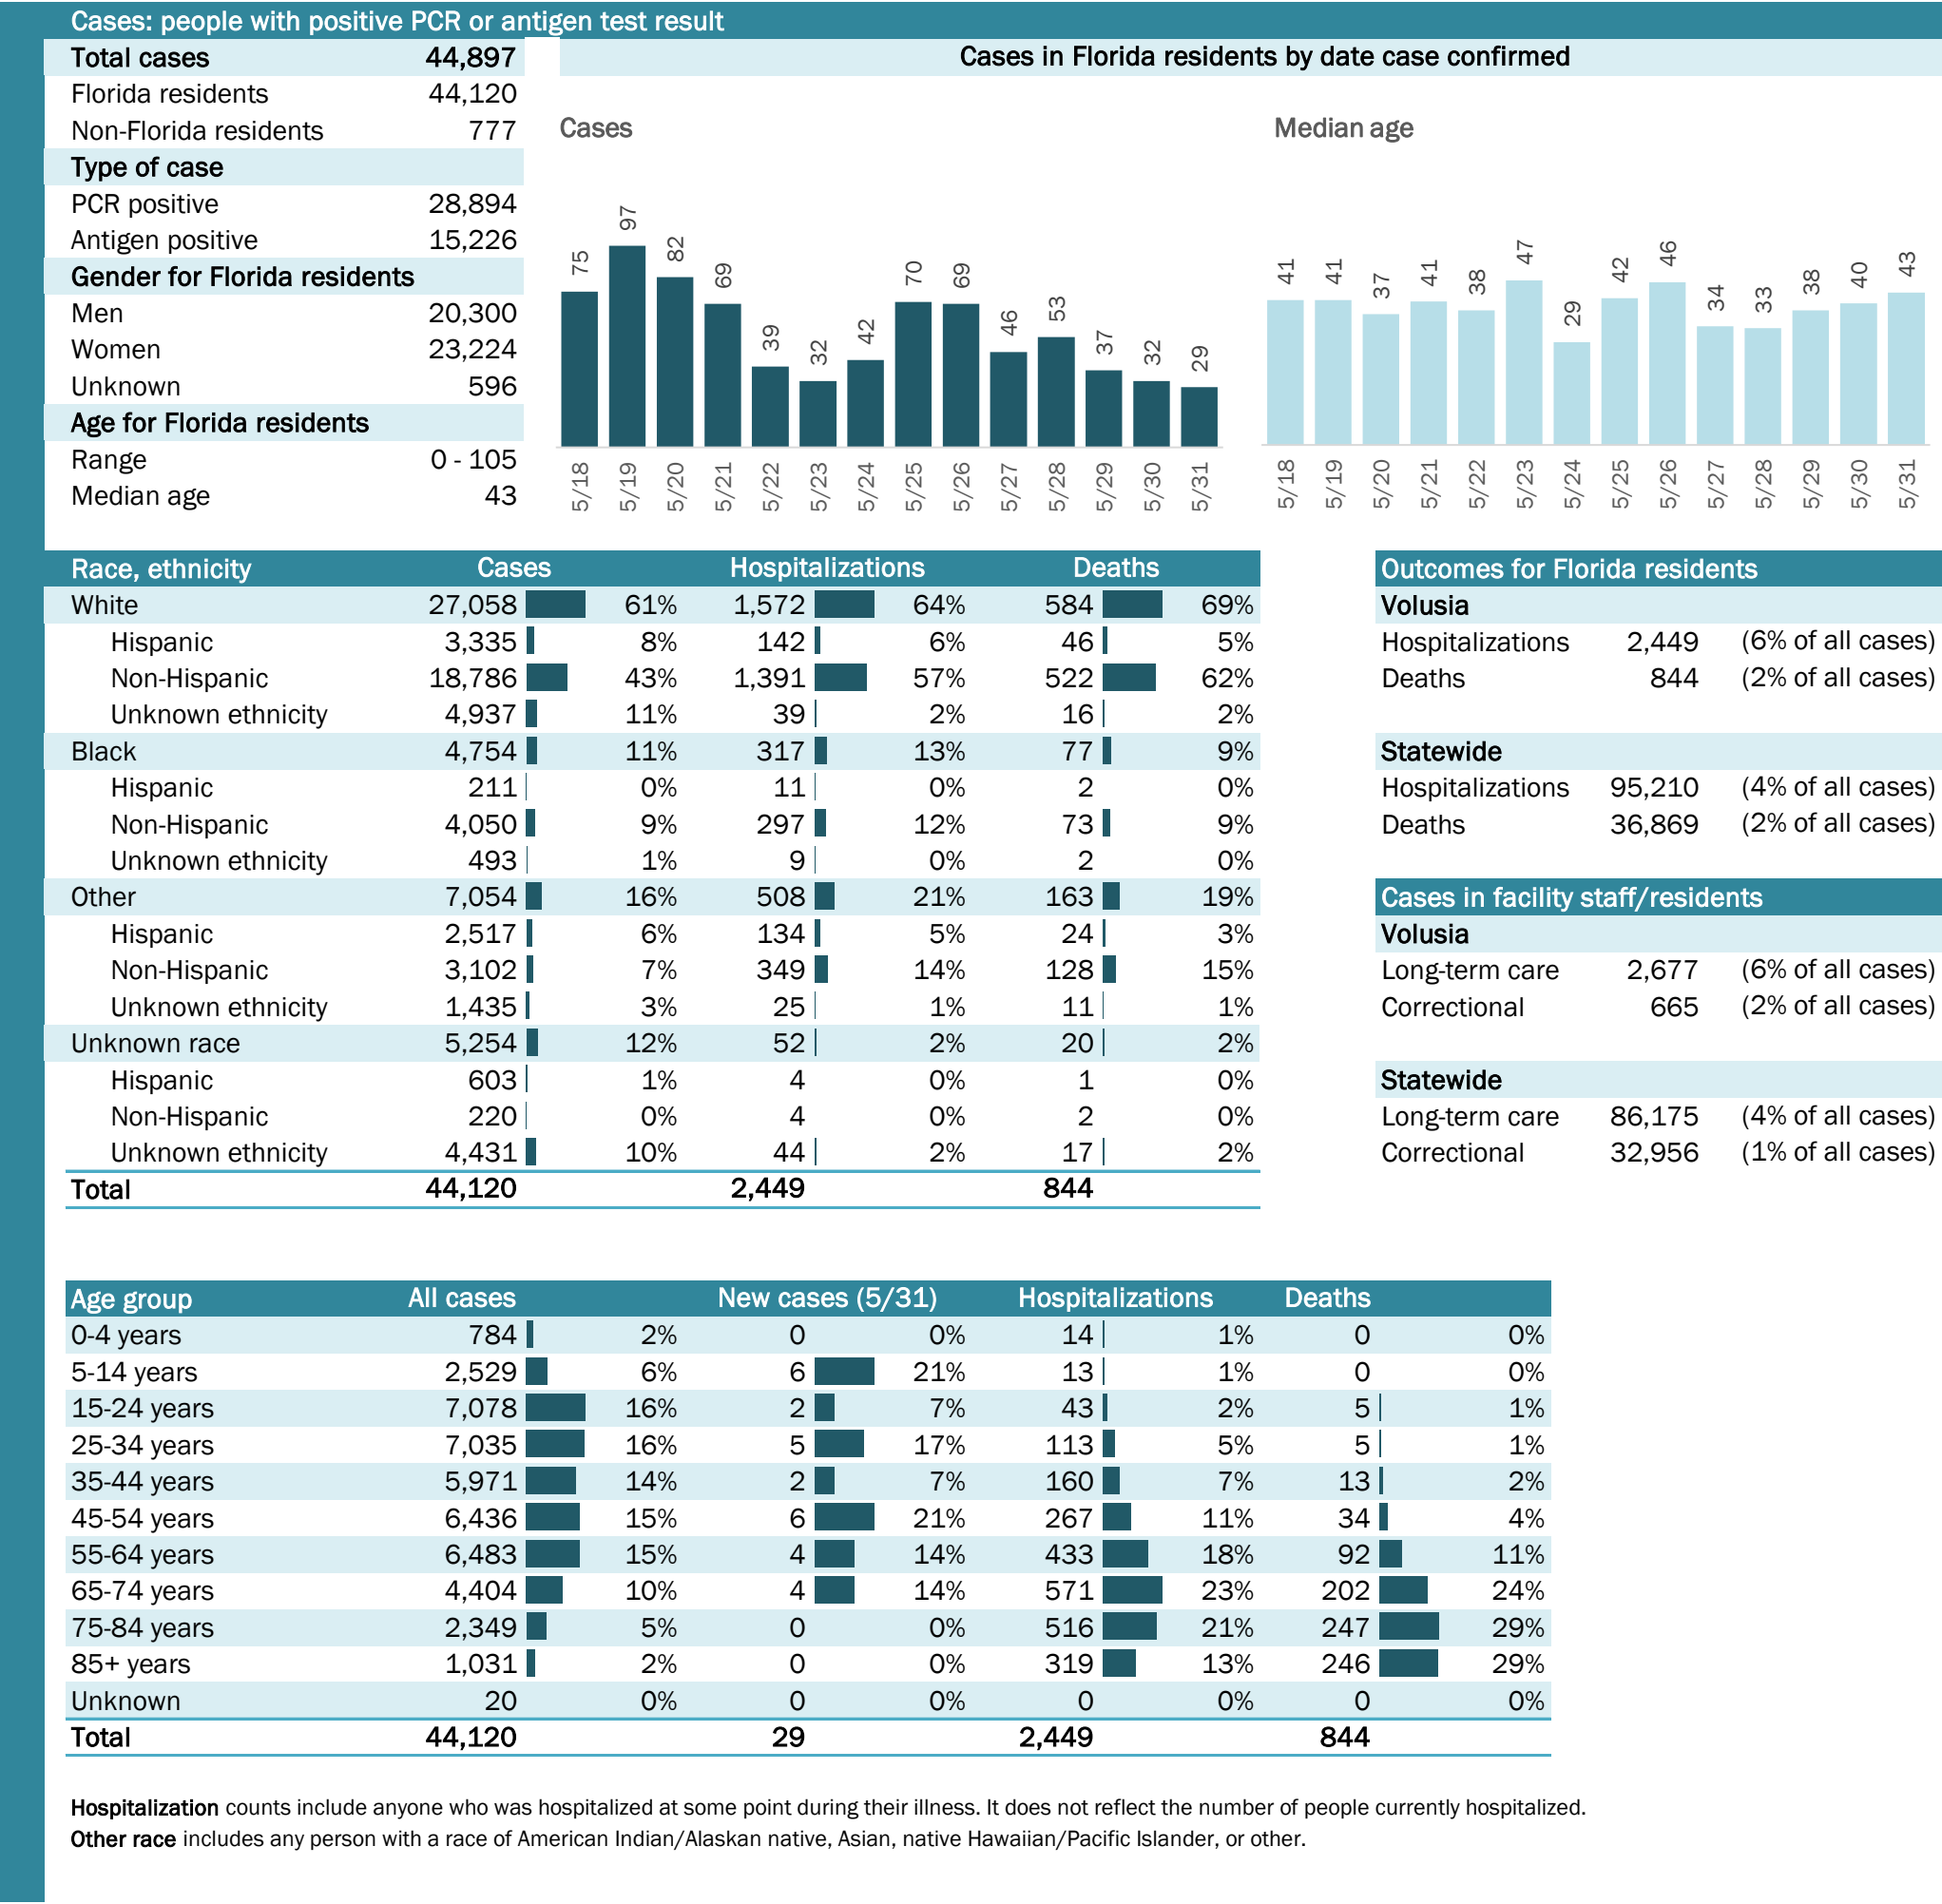 Cases: people with positive PCR or antigen test result
Total cases 44,897
Florida residents 44,120
Non-Florida residents 777
Type of case
PCR positive 28,894
Antigen positive 15,226
Gender for Florida residents
Men 20,300
Women 23,224
Unknown 596
Age for Florida residents
Range 0 - 105
Median age 43
Cases in Florida residents by date case confirmed
Cases
75 97 82 69 39 32 42 70 69 46 53 37 32 29
5/18 5/19 5/20 5/21 5/22 5/23 5/24 5/25 5/26 5/27 5/28 5/29 5/30 5/31
Median age
41 41 37 41 38 47 29 42 46 34 33 38 40 43
5/18 5/19 5/20 5/21 5/22 5/23 5/24 5/25 5/26 5/27 5/28 5/29 5/30 5/31
Race, ethnicity Cases Hospitalizations Deaths
White 27,058 61% 1,572 64% 584 69%
Hispanic 3,335 8% 142 6% 46 5%
Non-Hispanic 18,786 43% 1,391 57% 522 62%
Unknown ethnicity 4,937 11% 39 2% 16 2%
Black 4,754 11% 317 13% 77 9%
Hispanic 211 0% 11 0% 2 0%
Non-Hispanic 4,050 9% 297 12% 73 9%
Unknown ethnicity 493 1% 9 0% 2 0%
Other 7,054 16% 508 21% 163 19%
Hispanic 2,517 6% 134 5% 24 3%
Non-Hispanic 3,102 7% 349 14% 128 15%
Unknown ethnicity 1,435 3% 25 1% 11 1%
Unknown race 5,254 12% 52 2% 20 2%
Hispanic 603 1% 4 0% 1 0%
Non-Hispanic 220 0% 4 0% 2 0%
Unknown ethnicity 4,431 10% 44 2% 17 2%
Total 44,120 2,449 844
Outcomes for Florida residents
Volusia
Hospitalizations 2,449 (6% of all cases)
Deaths 844 (2% of all cases)
Statewide
Hospitalizations 95,210 (4% of all cases)
Deaths 36,869 (2% of all cases)
Cases in facility staff/residents
Volusia
Long-term care 2,677 (6% of all cases)
Correctional 665 (2% of all cases)
Statewide
Long-term care 86,175 (4% of all cases)
Correctional 32,956 (1% of all cases)
Age group All cases New cases (5/31) Hospitalizations Deaths
0-4 years 784 2% 0 0% 14 1% 0 0%
5-14 years 2,529 6% 6 21% 13 1% 0 0%
15-24 years 7,078 16% 2 7% 43 2% 5 1%
25-34 years 7,035 16% 5 17% 113 5% 5 1%
35-44 years 5,971 14% 2 7% 160 7% 13 2%
45-54 years 6,436 15% 6 21% 267 11% 34 4%
55-64 years 6,483 15% 4 14% 433 18% 92 11%
65-74 years 4,404 10% 4 14% 571 23% 202 24%
75-84 years 2,349 5% 0 0% 516 21% 247 29%
85+ years 1,031 2% 0 0% 319 13% 246 29%
Unknown 20 0% 0 0% 0 0% 0 0%
Total 44,120 29 2,449 844
Hospitalization counts include anyone who was hospitalized at some point during their illness. It does not reflect the number of people currently hospitalized.
Other race includes any person with a race of American Indian/Alaskan native, Asian, native Hawaiian/Pacific Islander, or other.